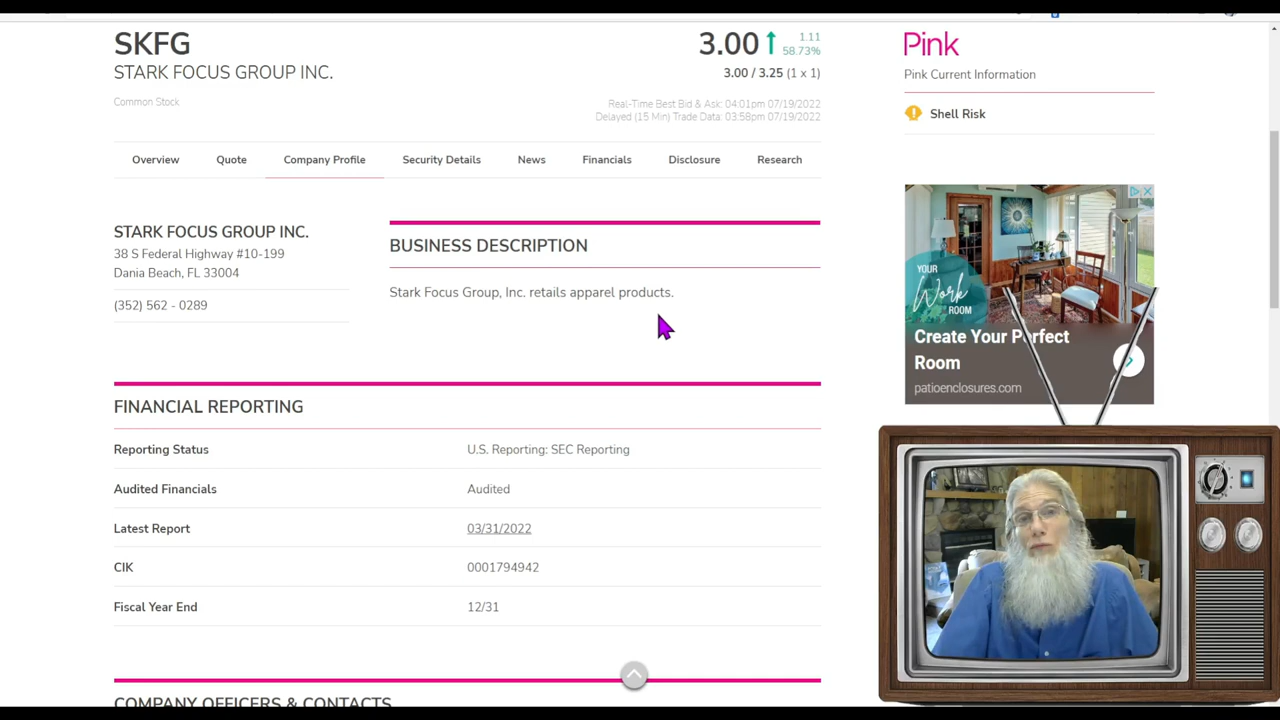 SKFG
3.00 1.11
58.73%
STARK FOCUS GROUP INC.
3.00 / 3.25 (1 x 1)
Common Stock
Real-Time Best Bid & Ask: 04:01pm 07/19/2022
Delayed (15 Min) Trade Data: 03:58pm 07/19/2022
Pink
Pink Current Information
Shell Risk
Overview Quote Company Profile Security Details News Financials Disclosure Research
STARK FOCUS GROUP INC.
38 S Federal Highway #10-199
Dania Beach, FL 33004
(352) 562 - 0289
BUSINESS DESCRIPTION
Stark Focus Group, Inc. retails apparel products.
YOUR
Work
ROOM
Create Your Perfect
Room
patioenclosures.com
FINANCIAL REPORTING
Reporting Status U.S. Reporting: SEC Reporting
Audited Financials Audited
Latest Report 03/31/2022
CIK 0001794942
Fiscal Year End 12/31
COMPANY OFFICERS & CONTACTS